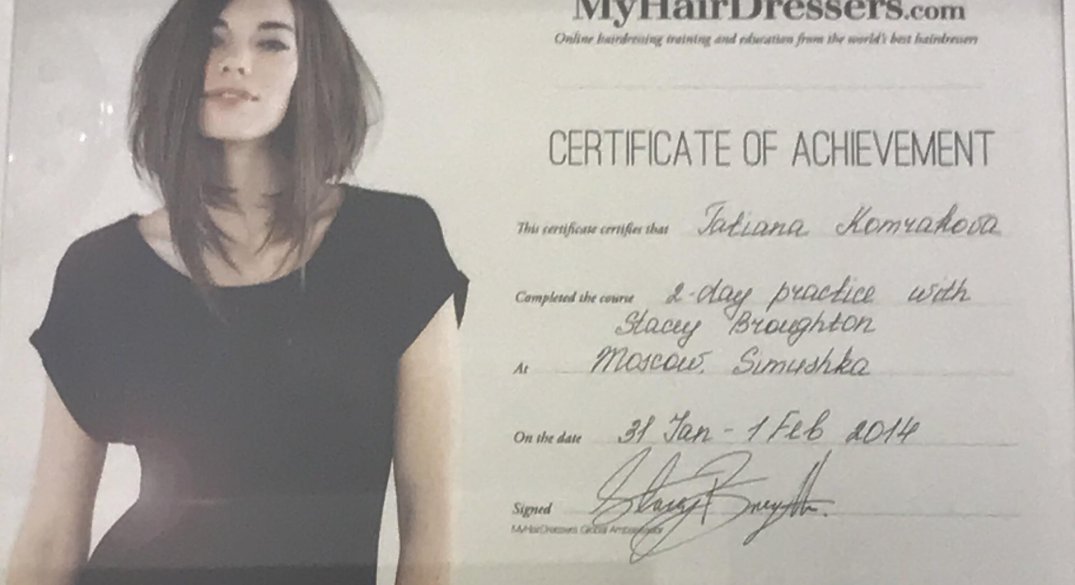 MyHairDressers.com
Online hairdressing training and education from the world's best hairdressers
CERTIFICATE OF ACHIEVEMENT
This certificate certifies that Tatiana Komrakova
Completed the course 2-day practice with
Stacey Broughton
At Moscow. Simushka
On the date 31 Jan - 1 Feb 2014
Signed Stacey Broughton
MyHairDressers Global Ambassador